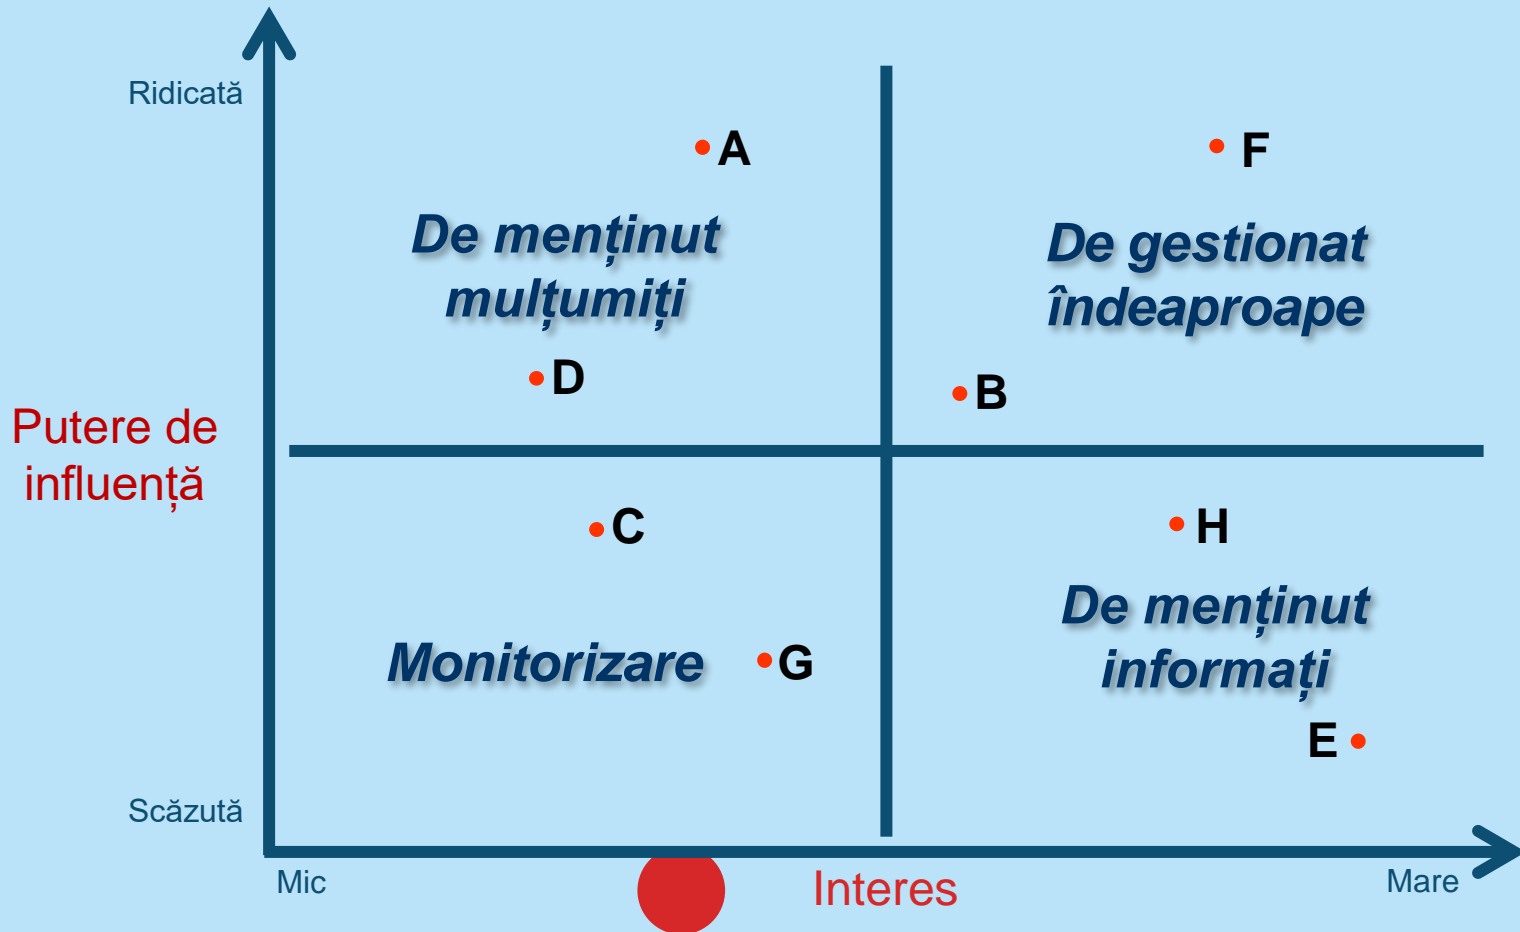 Ridicată
A
F
De menținut
mulțumiți
De gestionat
îndeaproape
D
B
Putere de
influență
C
H
De menținut
informați
Monitorizare
G
E
Scăzută
Mic
Interes
Mare